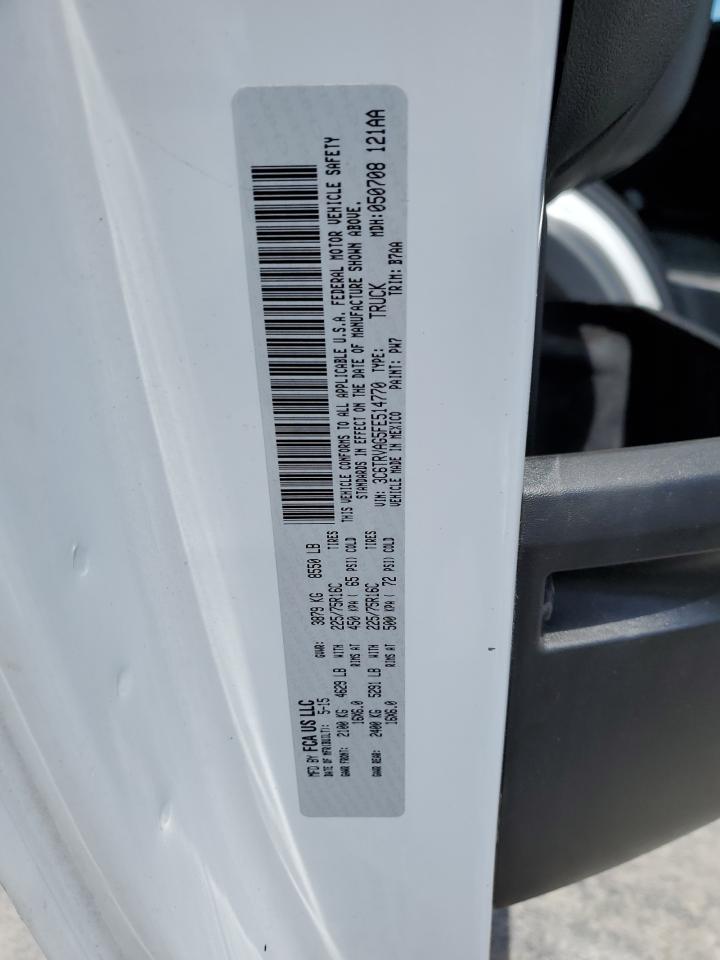 MFD BY FCA US LLC
DATE OF MFR(BUILT): 5-15 GVWR: 3879 KG 8550 LB
GAWR FRONT: 2100 KG 4629 LB WITH 225/75R16C TIRES
16X6.0 RIMS AT 450 KPA( 65 PSI) COLD
GAWR REAR: 2400 KG 5291 LB WITH 225/75R16C TIRES
16X6.0 RIMS AT 500 KPA( 72 PSI) COLD
THIS VEHICLE CONFORMS TO ALL APPLICABLE U.S.A. FEDERAL MOTOR VEHICLE SAFETY
STANDARDS IN EFFECT ON THE DATE OF MANUFACTURE SHOWN ABOVE.
VIN: 3C6TRVAG5FE514770 TYPE: TRUCK MDH:050708 121AA
VEHICLE MADE IN MEXICO PAINT: PW7 TRIM: B7AA